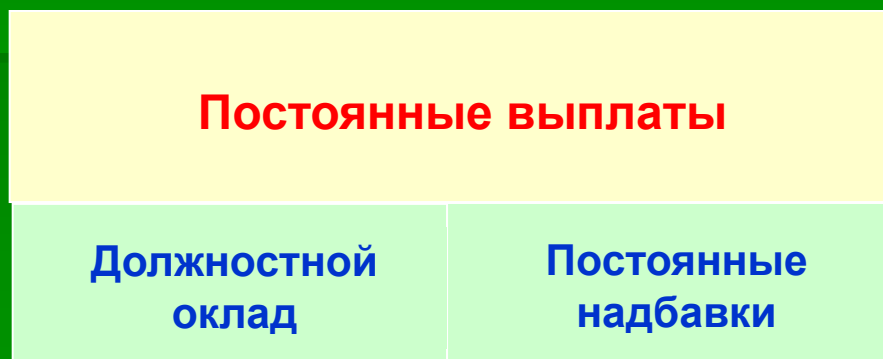 Постоянные выплаты
Должностной
оклад
Постоянные
надбавки